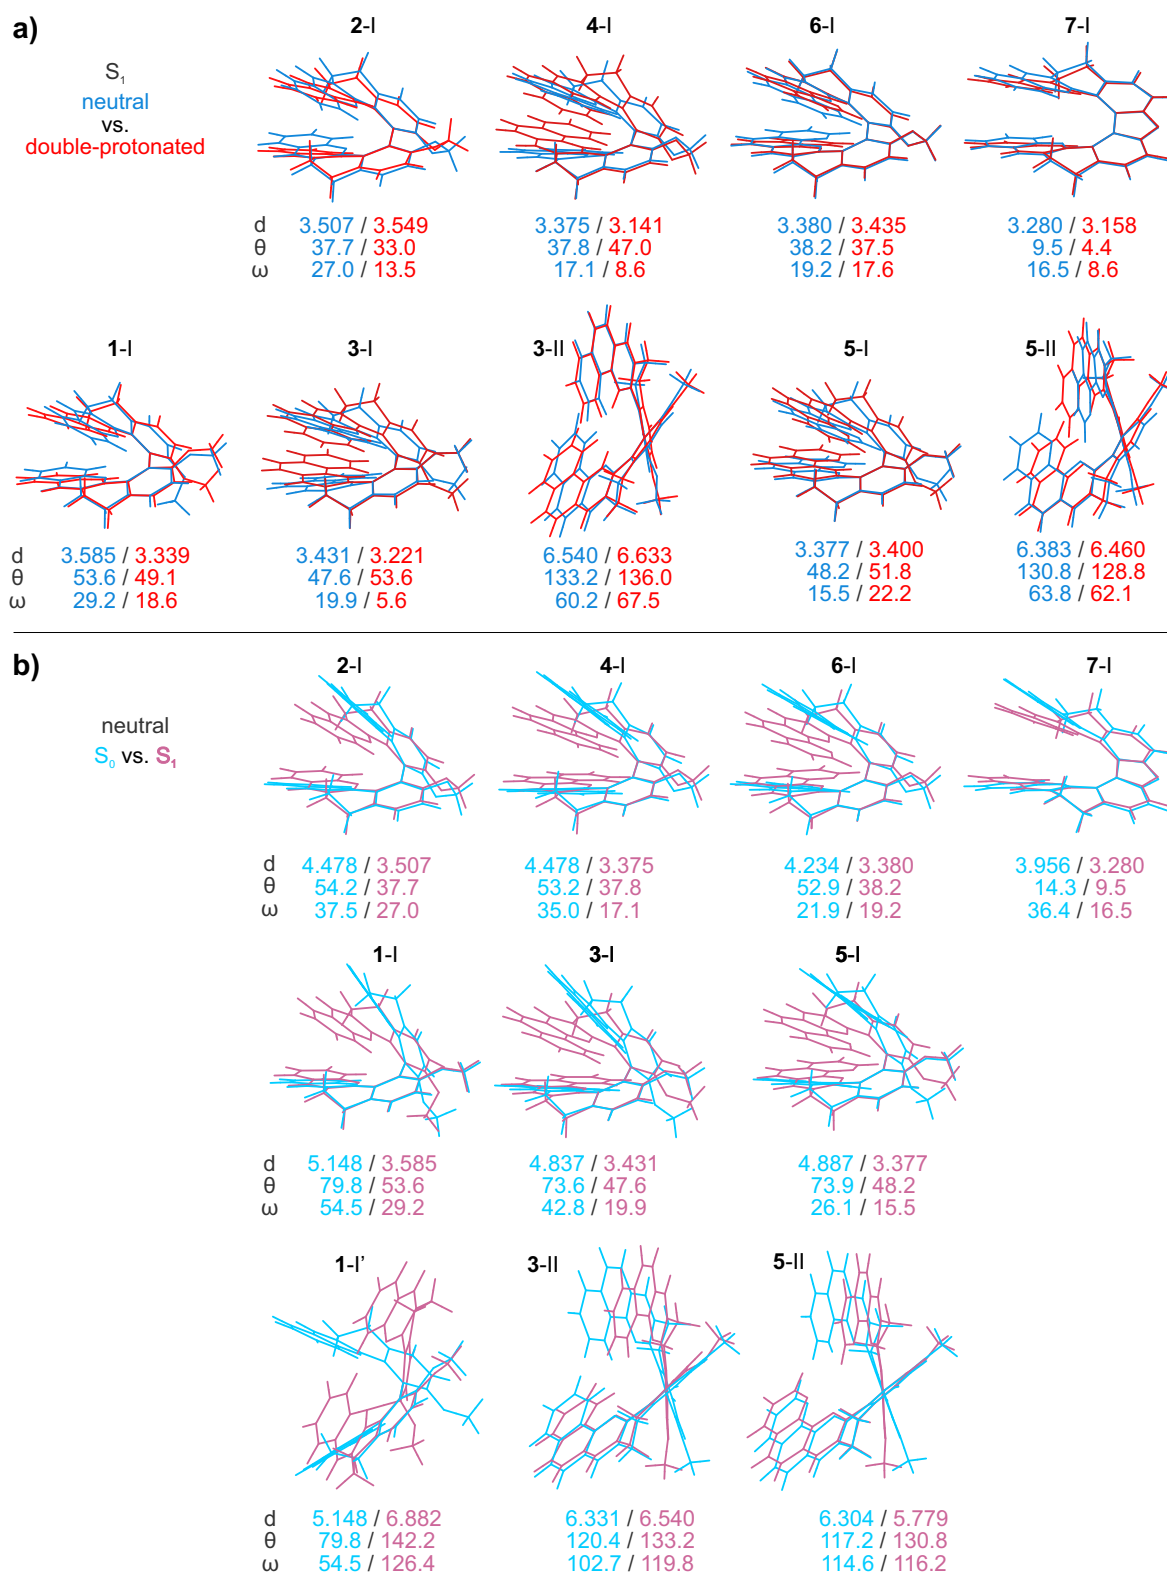 a)
2-I 4-I 6-I 7-I
S₁
neutral
vs.
double-protonated
d 3.507 / 3.549 3.375 / 3.141 3.380 / 3.435 3.280 / 3.158
θ 37.7 / 33.0 37.8 / 47.0 38.2 / 37.5 9.5 / 4.4
ω 27.0 / 13.5 17.1 / 8.6 19.2 / 17.6 16.5 / 8.6
1-I 3-I 3-II 5-I 5-II
d 3.585 / 3.339 3.431 / 3.221 6.540 / 6.633 3.377 / 3.400 6.383 / 6.460
θ 53.6 / 49.1 47.6 / 53.6 133.2 / 136.0 48.2 / 51.8 130.8 / 128.8
ω 29.2 / 18.6 19.9 / 5.6 60.2 / 67.5 15.5 / 22.2 63.8 / 62.1
b)
2-I 4-I 6-I 7-I
neutral
S₀ vs. S₁
d 4.478 / 3.507 4.478 / 3.375 4.234 / 3.380 3.956 / 3.280
θ 54.2 / 37.7 53.2 / 37.8 52.9 / 38.2 14.3 / 9.5
ω 37.5 / 27.0 35.0 / 17.1 21.9 / 19.2 36.4 / 16.5
1-I 3-I 5-I
d 5.148 / 3.585 4.837 / 3.431 4.887 / 3.377
θ 79.8 / 53.6 73.6 / 47.6 73.9 / 48.2
ω 54.5 / 29.2 42.8 / 19.9 26.1 / 15.5
1-I’ 3-II 5-II
d 5.148 / 6.882 6.331 / 6.540 6.304 / 5.779
θ 79.8 / 142.2 120.4 / 133.2 117.2 / 130.8
ω 54.5 / 126.4 102.7 / 119.8 114.6 / 116.2